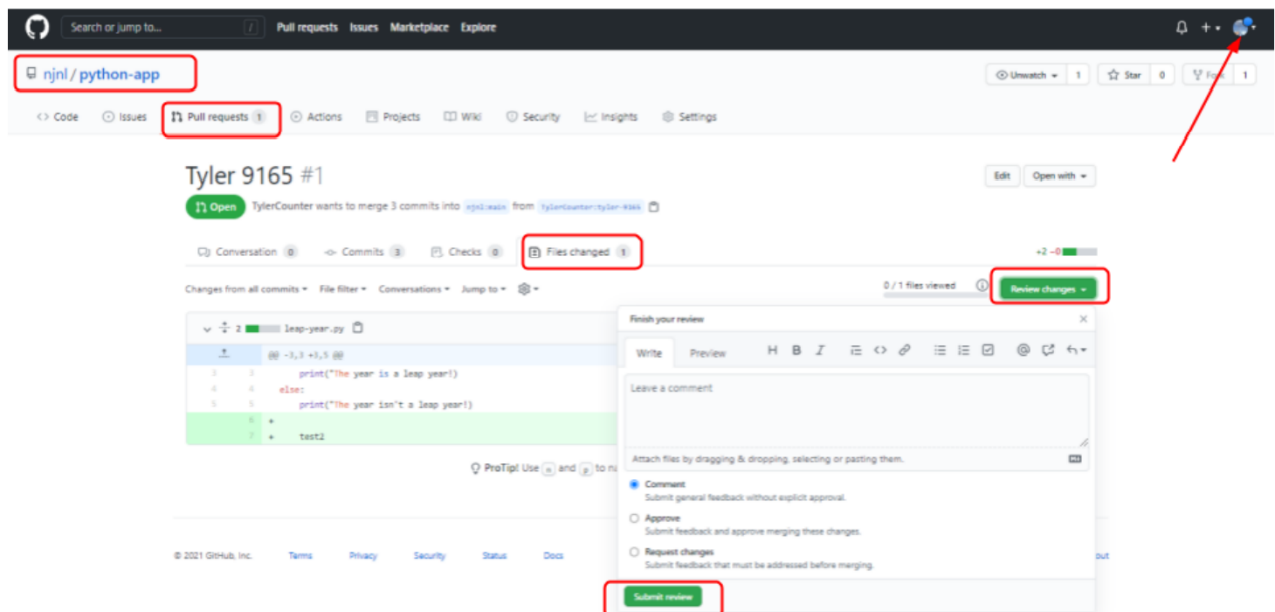 Search or jump to... /
Pull requests Issues Marketplace Explore
njnl / python-app
Unwatch 1 Star 0 Fork 1
Code Issues Pull requests 1 Actions Projects Wiki Security Insights Settings
Tyler 9165 #1
Edit Open with
Open TylerCounter wants to merge 3 commits into njnl:main from TylerCounter:tyler-9165
Conversation 0 Commits 3 Checks 0 Files changed 1
+2 −0
Changes from all commits File filter Conversations Jump to
0 / 1 files viewed
Review changes
2 leap-year.py
@@ -3,3 +3,5 @@
3 3 print("The year is a leap year!)
4 4 else:
5 5 print("The year isn't a leap year!)
6 +
7 + test2
ProTip! Use n and p to
Finish your review
Write Preview
H B I
Leave a comment
Attach files by dragging & dropping, selecting or pasting them.
Comment
Submit general feedback without explicit approval.
Approve
Submit feedback and approve merging these changes.
Request changes
Submit feedback that must be addressed before merging.
Submit review
© 2021 GitHub, Inc. Terms Privacy Security Status Docs
out